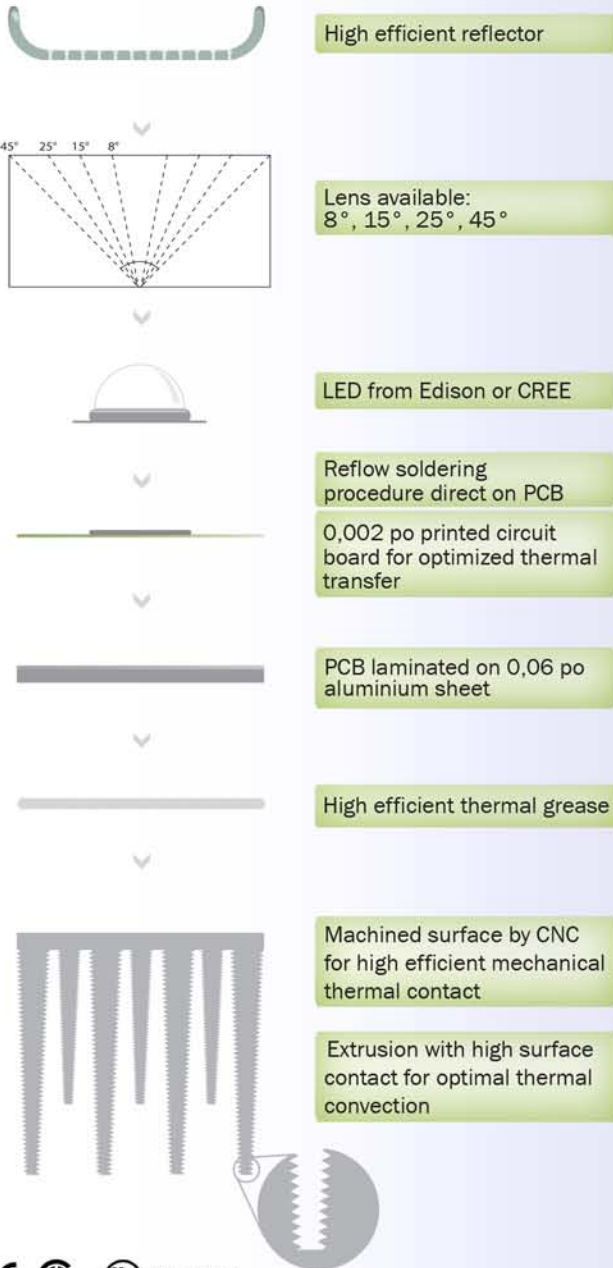 High efficient reflector
45° 25° 15° 8°
Lens available:
8°, 15°, 25°, 45°
LED from Edison or CREE
Reflow soldering
procedure direct on PCB
0,002 po printed circuit
board for optimized thermal
transfer
PCB laminated on 0,06 po
aluminium sheet
High efficient thermal grease
Machined surface by CNC
for high efficient mechanical
thermal contact
Extrusion with high surface
contact for optimal thermal
convection